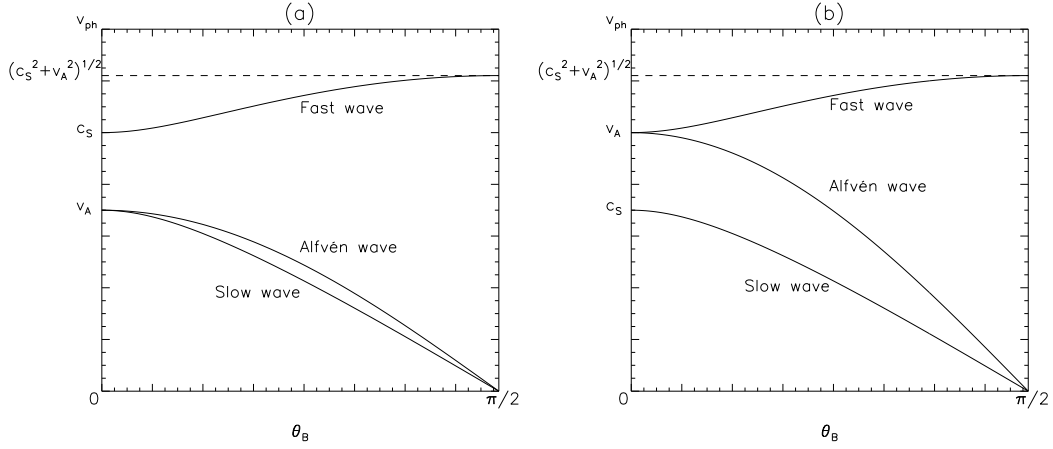 (a)
v_ph
(c_S^2+v_A^2)^1/2
Fast wave
c_S
v_A
Alfvén wave
Slow wave
0
π/2
θ_B
(b)
v_ph
(c_S^2+v_A^2)^1/2
Fast wave
v_A
Alfvén wave
c_S
Slow wave
0
π/2
θ_B